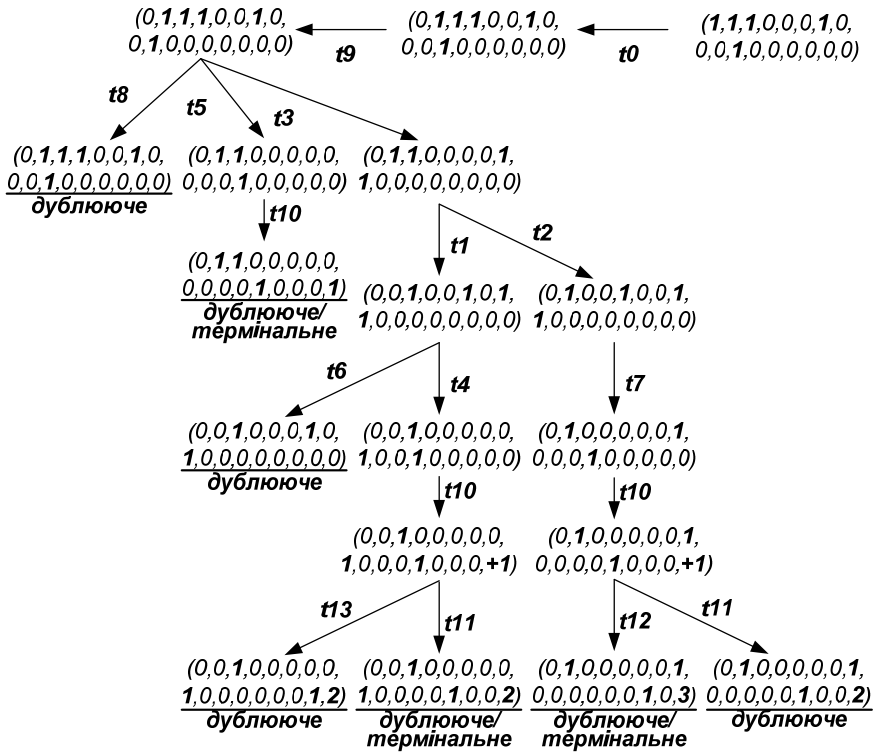 (0,1,1,1,0,0,1,0,
0,1,0,0,0,0,0,0,0)
t9
(0,1,1,1,0,0,1,0,
0,0,1,0,0,0,0,0,0)
t0
(1,1,1,0,0,0,1,0,
0,0,1,0,0,0,0,0,0)
t8
t5
t3
(0,1,1,1,0,0,1,0,
0,0,1,0,0,0,0,0,0)
дублююче
(0,1,1,0,0,0,0,0,
0,0,0,1,0,0,0,0,0)
(0,1,1,0,0,0,0,1,
1,0,0,0,0,0,0,0,0)
t10
t1
t2
(0,1,1,0,0,0,0,0,
0,0,0,0,1,0,0,0,1)
дублююче/
термінальне
(0,0,1,0,0,1,0,1,
1,0,0,0,0,0,0,0,0)
(0,1,0,0,1,0,0,1,
1,0,0,0,0,0,0,0,0)
t6
t4
t7
(0,0,1,0,0,0,1,0,
1,0,0,0,0,0,0,0,0)
дублююче
(0,0,1,0,0,0,0,0,
1,0,0,1,0,0,0,0,0)
(0,1,0,0,0,0,0,1,
0,0,0,1,0,0,0,0,0)
t10
t10
(0,0,1,0,0,0,0,0,
1,0,0,0,1,0,0,0,+1)
(0,1,0,0,0,0,0,1,
0,0,0,0,1,0,0,0,+1)
t13
t11
t12
t11
(0,0,1,0,0,0,0,0,
1,0,0,0,0,0,0,1,2)
дублююче
(0,0,1,0,0,0,0,0,
1,0,0,0,0,1,0,0,2)
дублююче/
термінальне
(0,1,0,0,0,0,0,1,
0,0,0,0,0,0,1,0,3)
дублююче/
термінальне
(0,1,0,0,0,0,0,1,
0,0,0,0,0,1,0,0,2)
дублююче